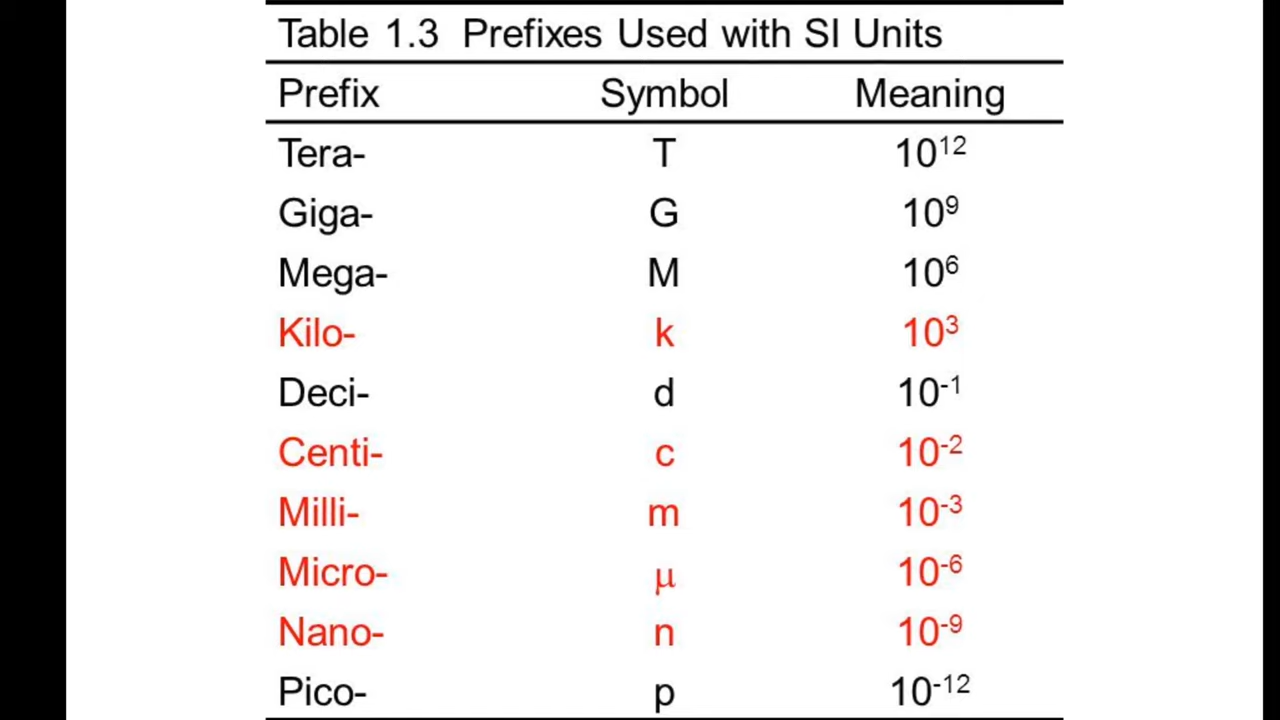 Table 1.3 Prefixes Used with SI Units
Prefix Symbol Meaning
Tera- T 10¹²
Giga- G 10⁹
Mega- M 10⁶
Kilo- k 10³
Deci- d 10⁻¹
Centi- c 10⁻²
Milli- m 10⁻³
Micro- μ 10⁻⁶
Nano- n 10⁻⁹
Pico- p 10⁻¹²